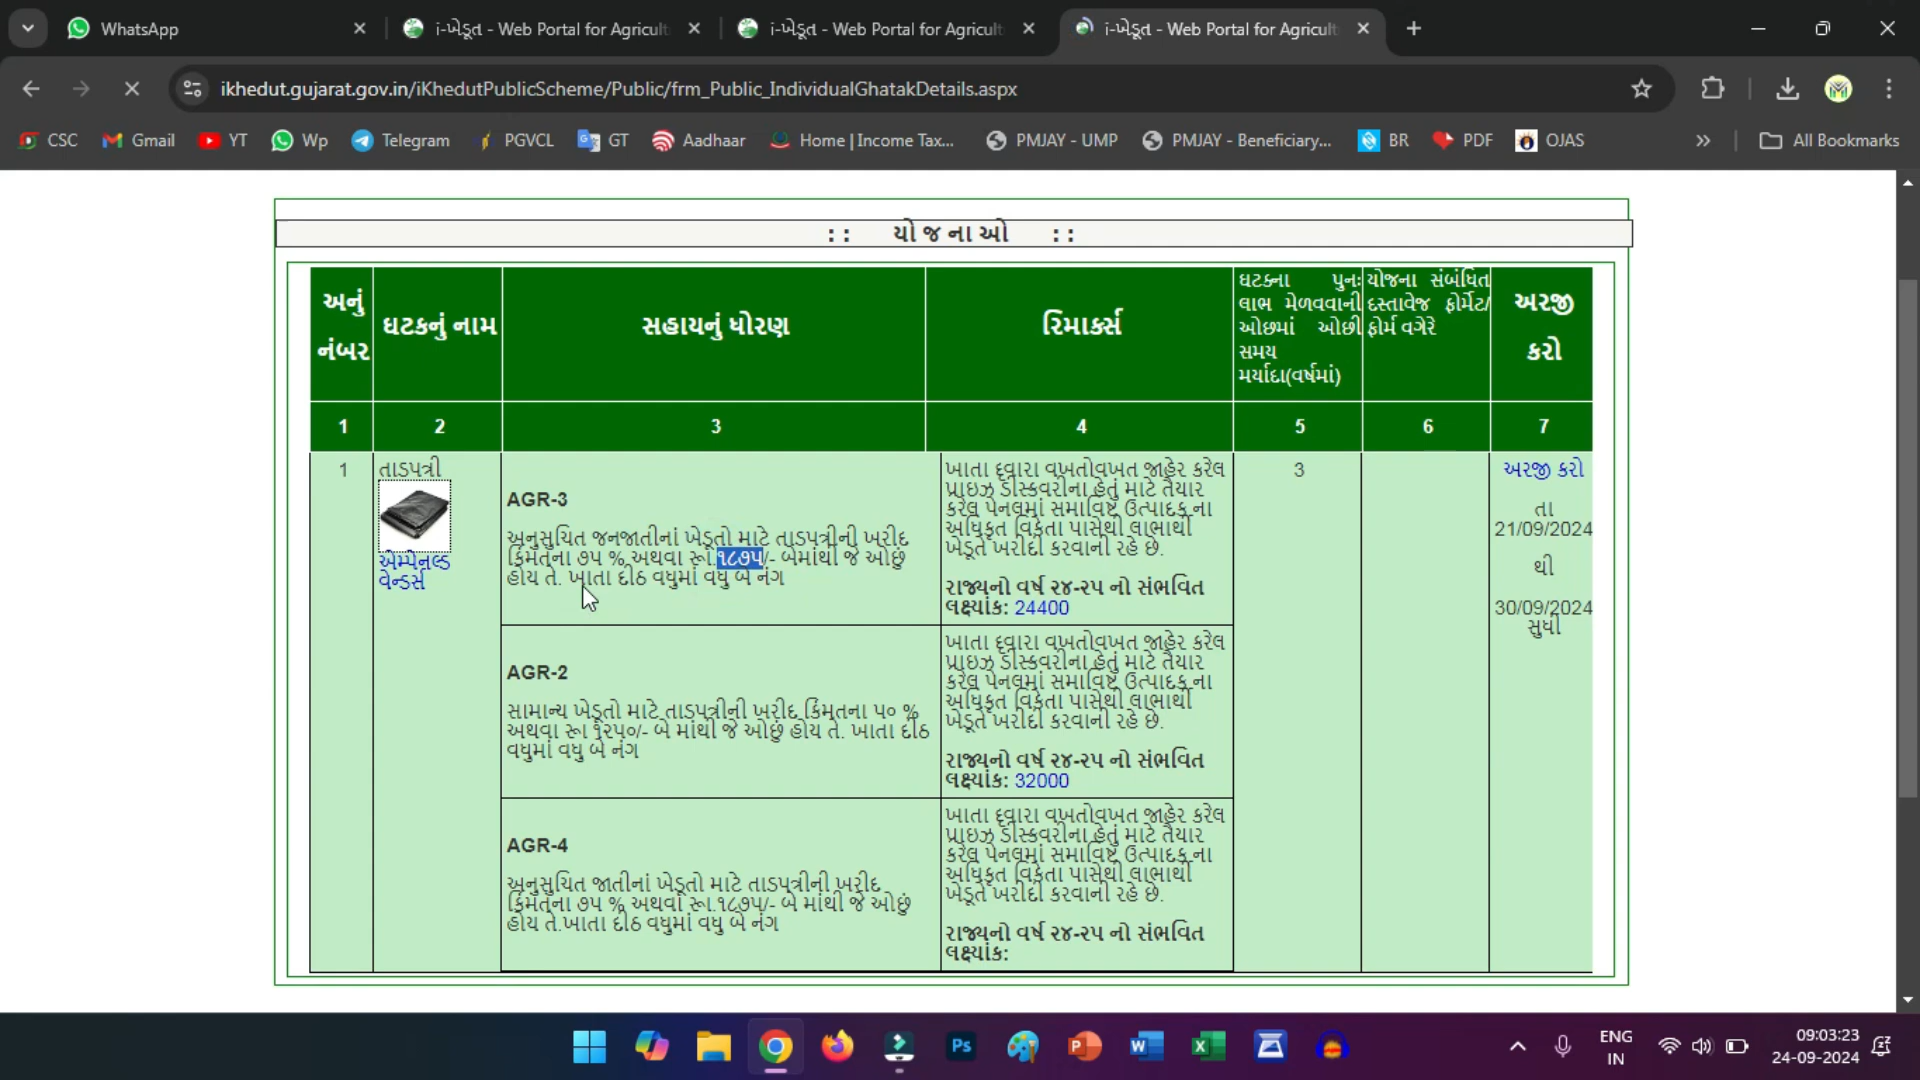 WhatsApp
i-ખેડૂત - Web Portal for Agricult
i-ખેડૂત - Web Portal for Agricult
i-ખેડૂત - Web Portal for Agricult
ikhedut.gujarat.gov.in/iKhedutPublicScheme/Public/frm_Public_IndividualGhatakDetails.aspx
CSC
Gmail
YT
Wp
Telegram
PGVCL
GT
Aadhaar
Home | Income Tax...
PMJAY - UMP
PMJAY - Beneficiary...
BR
PDF
OJAS
All Bookmarks
:: યોજનાઓ ::
અનું
નંબર
ઘટકનું નામ
સહાયનું ધોરણ
રિમાર્ક્સ
ઘટકના પુન:
લાભ મેળવવાની
ઓછમાં ઓછી
સમય
મર્યાદા(વર્ષમાં)
યોજના સંબંધિત
દસ્તાવેજ ફોર્મેટ/
ફોર્મ વગેરે
અરજી
કરો
1 2 3 4 5 6 7
1
તાડપત્રી
એમ્પેનલ્ડ
વેન્ડર્સ
AGR-3
અનુસુચિત જનજાતીનાં ખેડૂતો માટે તાડપત્રીની ખરીદ
કિંમતના ૭૫ % અથવા રૂા.૧૮૭૫/- બેમાંથી જે ઓછું
હોય તે. ખાતા દીઠ વધુમાં વધુ બે નંગ
ખાતા દ્વારા વખતોવખત જાહેર કરેલ
પ્રાઇઝ ડીસ્કવરીના હેતું માટે તૈયાર
કરેલ પેનલમાં સમાવિષ્ટ ઉત્પાદક ના
અધિકૃત વિક્રેતા પાસેથી લાભાર્થી
ખેડૂતે ખરીદી કરવાની રહે છે.
રાજ્યનો વર્ષ ૨૪-૨૫ નો સંભવિત
લક્ષ્યાંક: 24400
3
અરજી કરો
તા
21/09/2024
થી
30/09/2024
સુધી
AGR-2
સામાન્ય ખેડૂતો માટે તાડપત્રીની ખરીદ કિંમતના ૫૦ %
અથવા રૂા ૧૨૫૦/- બે માંથી જે ઓછું હોય તે. ખાતા દીઠ
વધુમાં વધુ બે નંગ
ખાતા દ્વારા વખતોવખત જાહેર કરેલ
પ્રાઇઝ ડીસ્કવરીના હેતું માટે તૈયાર
કરેલ પેનલમાં સમાવિષ્ટ ઉત્પાદક ના
અધિકૃત વિક્રેતા પાસેથી લાભાર્થી
ખેડૂતે ખરીદી કરવાની રહે છે.
રાજ્યનો વર્ષ ૨૪-૨૫ નો સંભવિત
લક્ષ્યાંક: 32000
AGR-4
અનુસુચિત જાતીનાં ખેડૂતો માટે તાડપત્રીની ખરીદ
કિંમતના ૭૫ % અથવા રૂા.૧૮૭૫/- બે માંથી જે ઓછું
હોય તે.ખાતા દીઠ વધુમાં વધુ બે નંગ
ખાતા દ્વારા વખતોવખત જાહેર કરેલ
પ્રાઇઝ ડીસ્કવરીના હેતું માટે તૈયાર
કરેલ પેનલમાં સમાવિષ્ટ ઉત્પાદક ના
અધિકૃત વિક્રેતા પાસેથી લાભાર્થી
ખેડૂતે ખરીદી કરવાની રહે છે.
રાજ્યનો વર્ષ ૨૪-૨૫ નો સંભવિત
લક્ષ્યાંક:
Ps
ENG
IN
09:03:23
24-09-2024